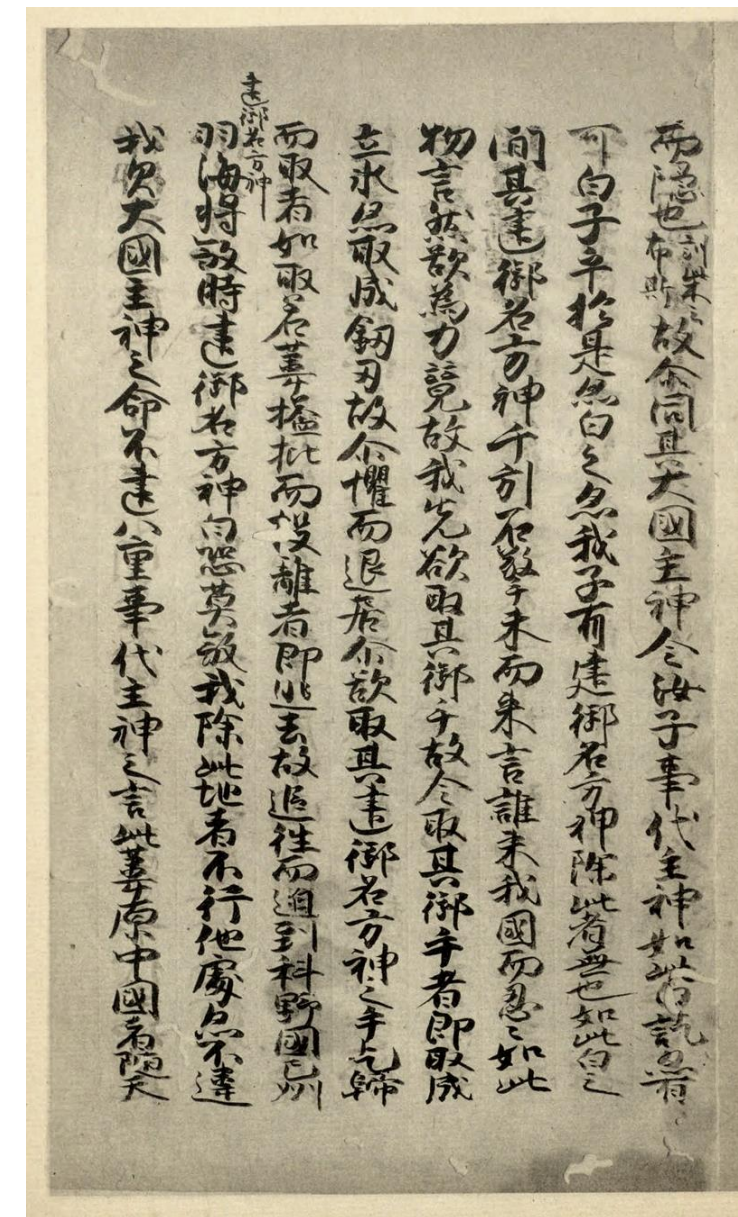 而隠也訓柴云布斯故尓問其大國主神今汝子事代主神如此白訖亦有
可白子乎於是亦白之亦我子有建御名方神除此者無也如此白之
間其建御名方神千引石擎手末而来言誰来我國而忍々如此
物言然欲為力競故我先欲取其御手故令取其御手者即取成
立氷亦取成釼刃故尓懼而退居尓欲取其建御名方神之手乞歸
而取者如取若葦搤批而投離者即逃去故追往而迫到科野國之州
建御名方神
羽海将殺時建御名方神白恐莫殺我除此地者不行他處亦不違
我父大國主神之命不違八重事代主神之言此葦原中國者隨天